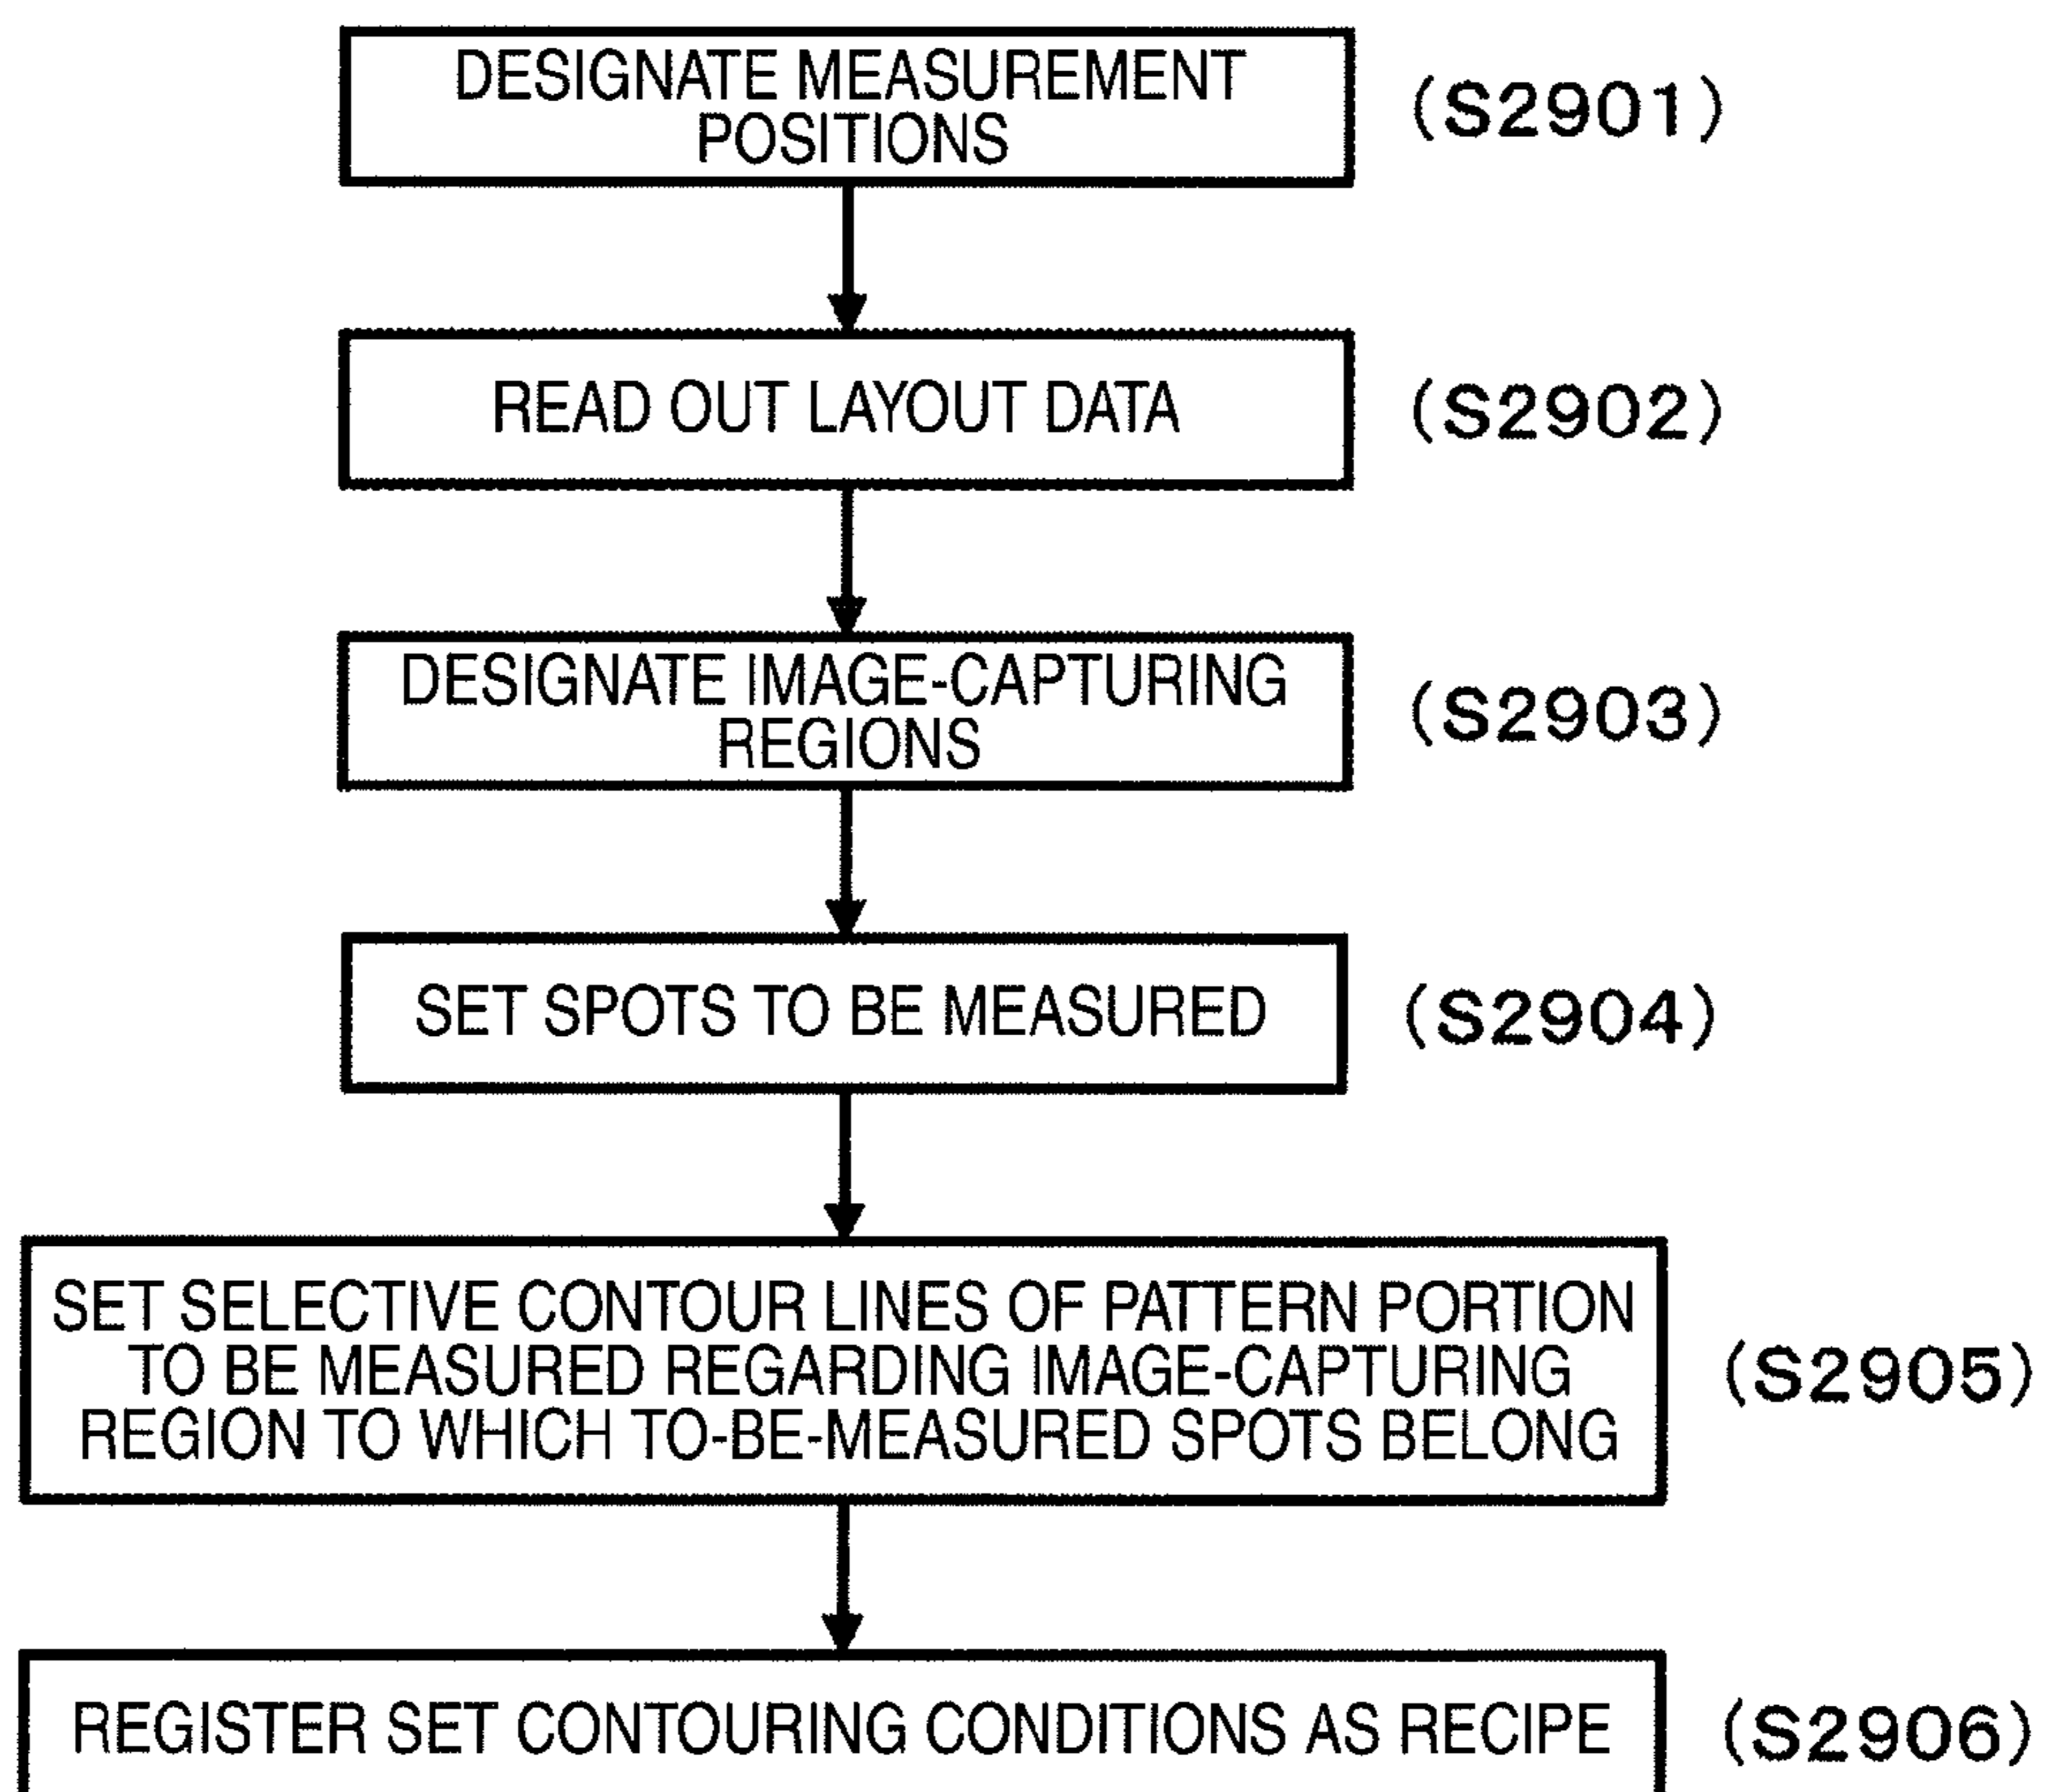 DESIGNATE MEASUREMENT
POSITIONS
(S2901)
READ OUT LAYOUT DATA
(S2902)
DESIGNATE IMAGE-CAPTURING
REGIONS
(S2903)
SET SPOTS TO BE MEASURED
(S2904)
SET SELECTIVE CONTOUR LINES OF PATTERN PORTION
TO BE MEASURED REGARDING IMAGE-CAPTURING
REGION TO WHICH TO-BE-MEASURED SPOTS BELONG
(S2905)
REGISTER SET CONTOURING CONDITIONS AS RECIPE
(S2906)